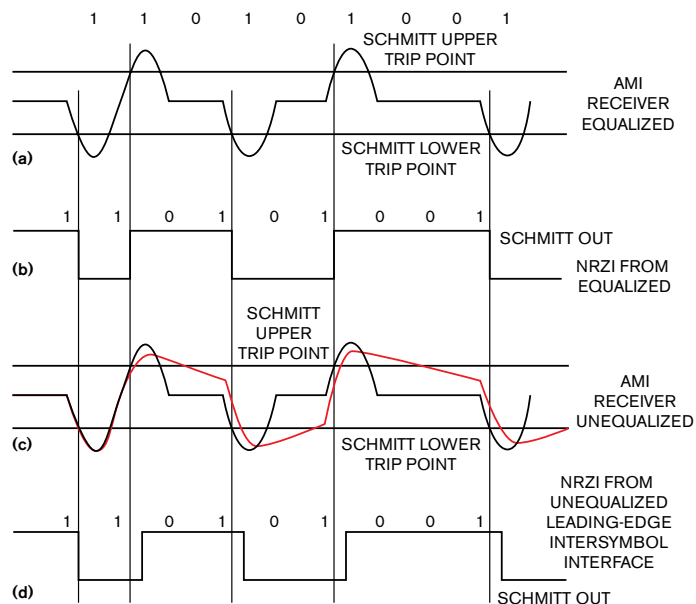 1 1 0 1 0 1 0 0 1
SCHMITT UPPER
TRIP POINT
AMI
RECEIVER
EQUALIZED
SCHMITT LOWER
TRIP POINT
(a)
1 1 0 1 0 1 0 0 1
SCHMITT OUT
(b)
NRZI FROM
EQUALIZED
SCHMITT
UPPER
TRIP POINT
AMI
RECEIVER
UNEQUALIZED
(c)
SCHMITT LOWER
TRIP POINT
NRZI FROM
UNEQUALIZED
LEADING-EDGE
INTERSYMBOL
INTERFACE
1 1 0 1 0 1 0 0 1
(d)
SCHMITT OUT